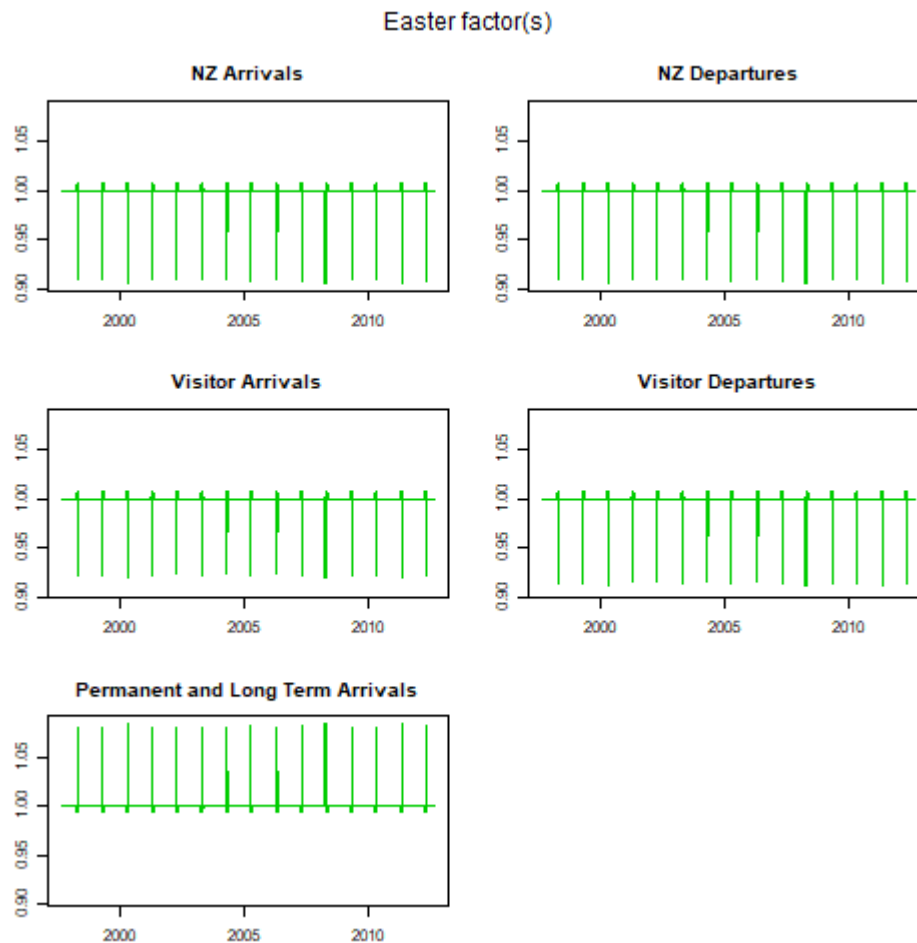 Easter factor(s)
NZ Arrivals
1.05
1.00
0.95
0.90
2000 2005 2010
NZ Departures
1.05
1.00
0.95
0.90
2000 2005 2010
Visitor Arrivals
1.05
1.00
0.95
0.90
2000 2005 2010
Visitor Departures
1.05
1.00
0.95
0.90
2000 2005 2010
Permanent and Long Term Arrivals
1.05
1.00
0.95
0.90
2000 2005 2010